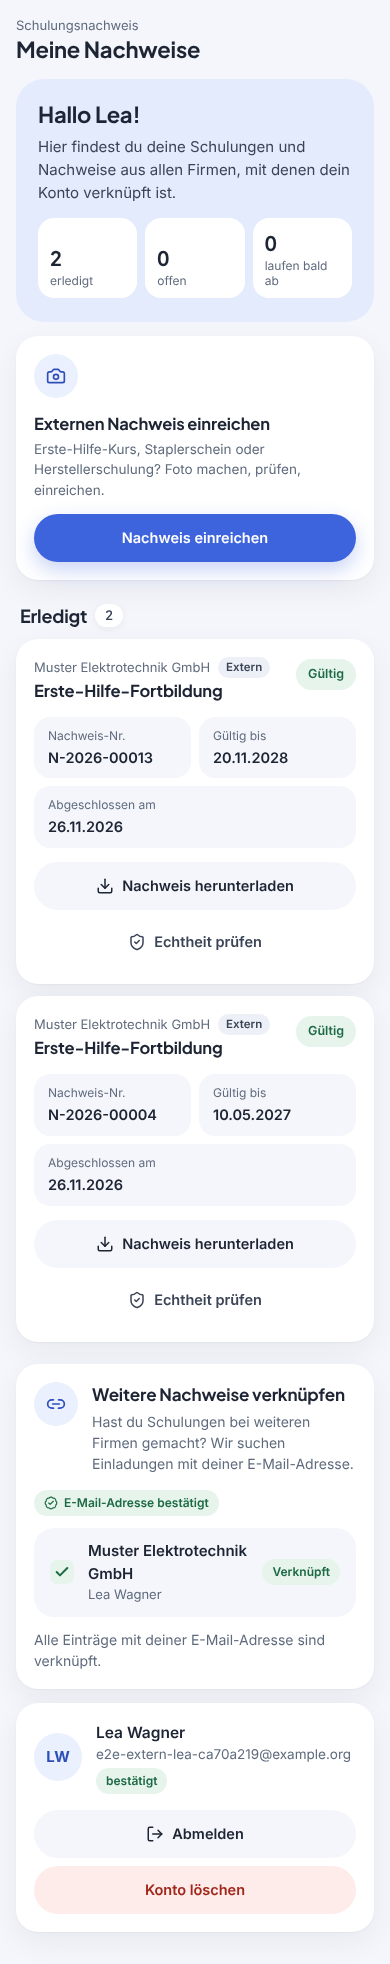 Schulungsnachweis
Meine Nachweise
Hallo Lea!
Hier findest du deine Schulungen und
Nachweise aus allen Firmen, mit denen dein
Konto verknüpft ist.
2
erledigt
0
offen
0
laufen bald
ab
Externen Nachweis einreichen
Erste-Hilfe-Kurs, Staplerschein oder
Herstellerschulung? Foto machen, prüfen,
einreichen.
Nachweis einreichen
Erledigt 2
Muster Elektrotechnik GmbH Extern
Gültig
Erste-Hilfe-Fortbildung
Nachweis-Nr.
N-2026-00013
Gültig bis
20.11.2028
Abgeschlossen am
26.11.2026
Nachweis herunterladen
Echtheit prüfen
Muster Elektrotechnik GmbH Extern
Gültig
Erste-Hilfe-Fortbildung
Nachweis-Nr.
N-2026-00004
Gültig bis
10.05.2027
Abgeschlossen am
26.11.2026
Nachweis herunterladen
Echtheit prüfen
Weitere Nachweise verknüpfen
Hast du Schulungen bei weiteren
Firmen gemacht? Wir suchen
Einladungen mit deiner E-Mail-Adresse.
E-Mail-Adresse bestätigt
Muster Elektrotechnik
GmbH
Lea Wagner
Verknüpft
Alle Einträge mit deiner E-Mail-Adresse sind
verknüpft.
LW
Lea Wagner
e2e-extern-lea-ca70a219@example.org
bestätigt
Abmelden
Konto löschen